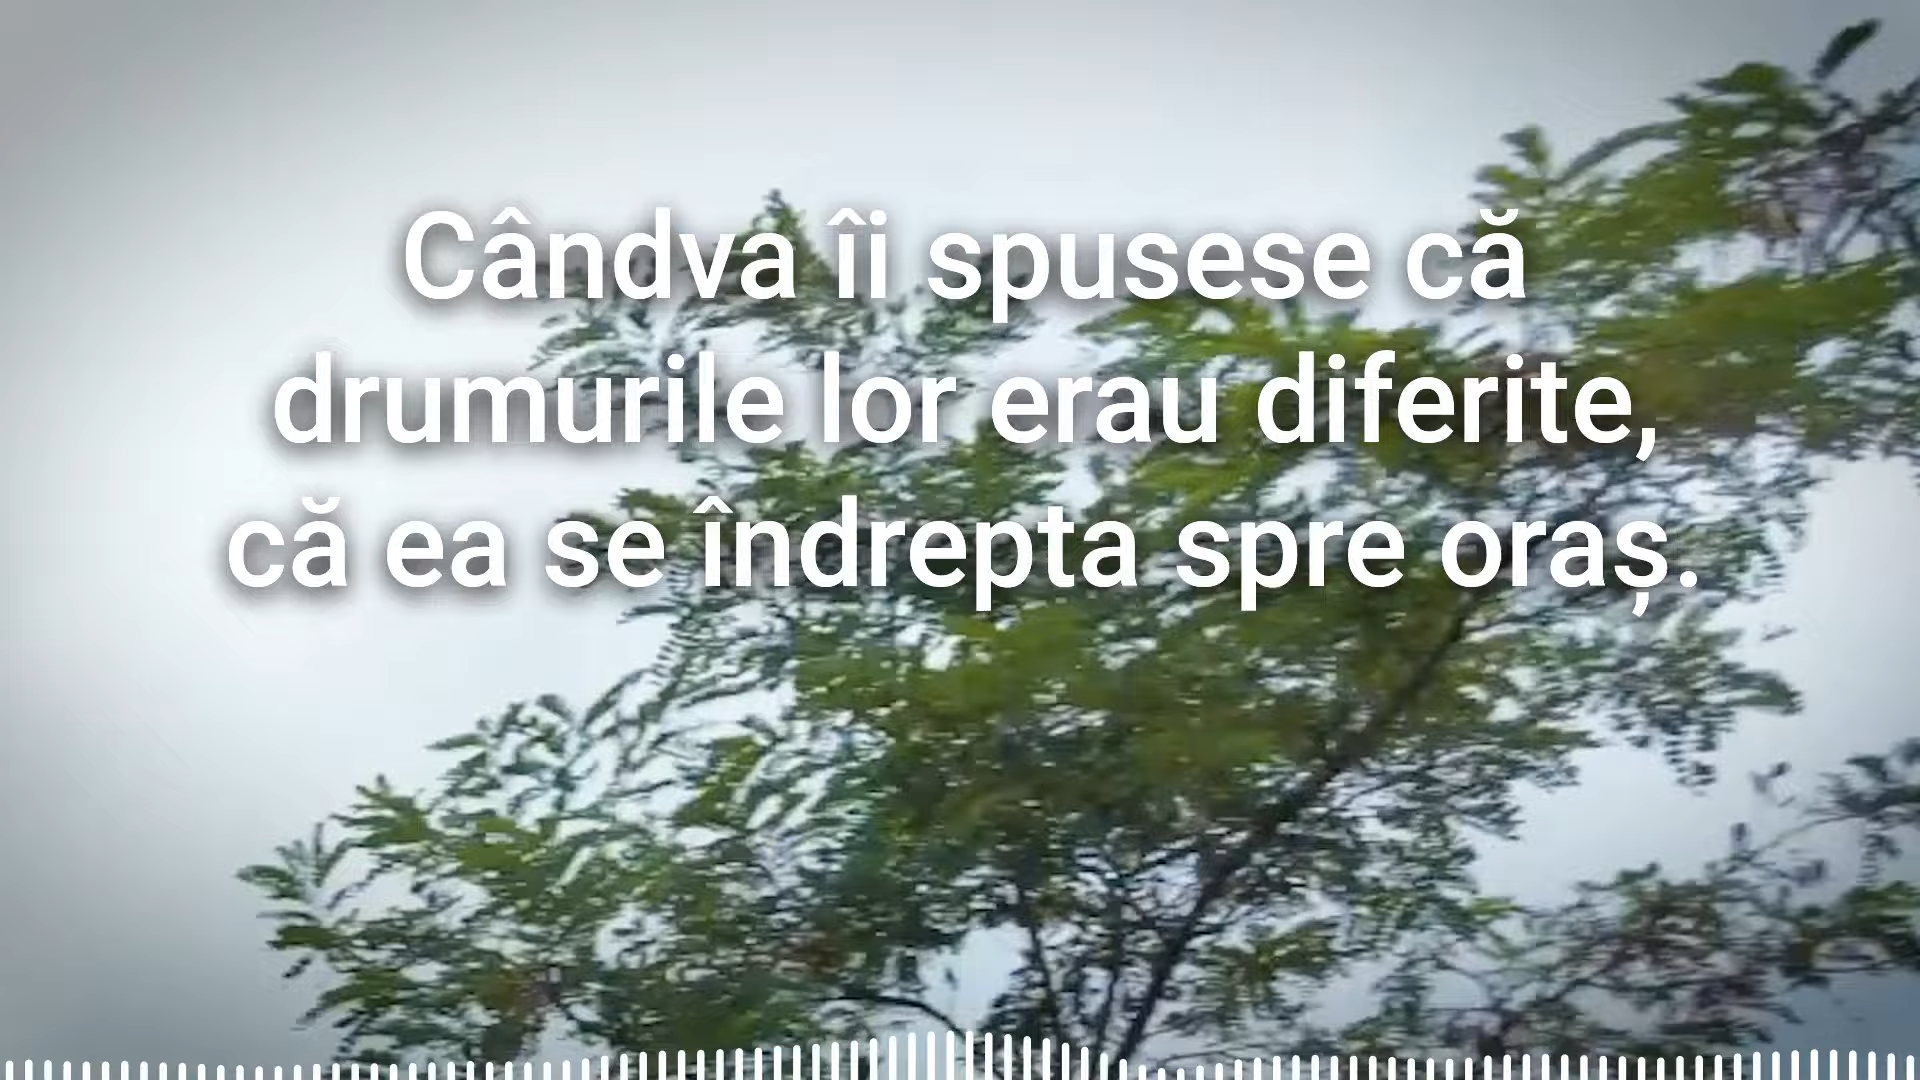 Cândva îi spusese că
drumurile lor erau diferite,
că ea se îndrepta spre oraș.